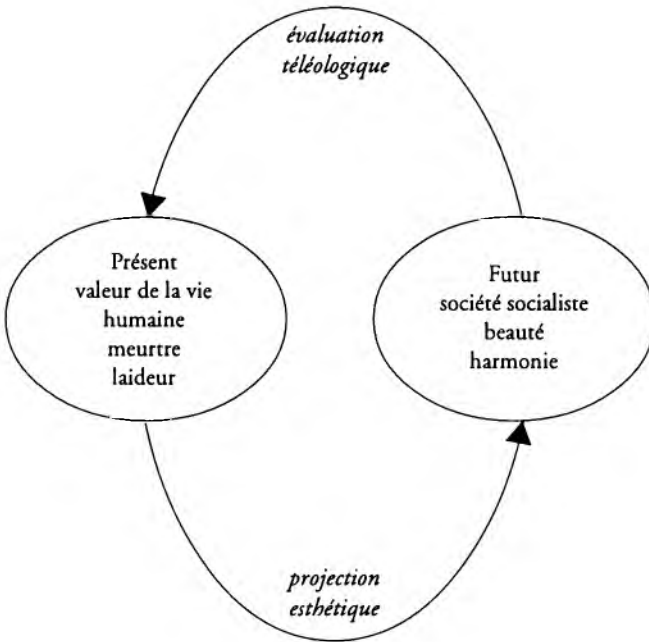 évaluation
téléologique
Présent
valeur de la vie
humaine
meurtre
laideur
Futur
société socialiste
beauté
harmonie
projection
esthétique